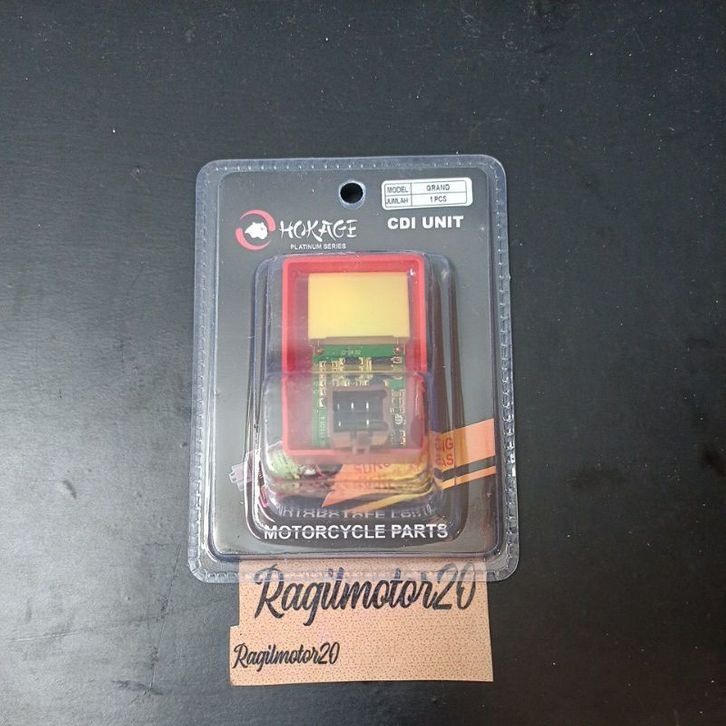 MODEL GRAND
JUMLAH 1 PCS
HOKAGE
PLATINUM SERIES
CDI UNIT
MOTORCYCLE PARTS
Ragilmotor20
Ragilmotor20